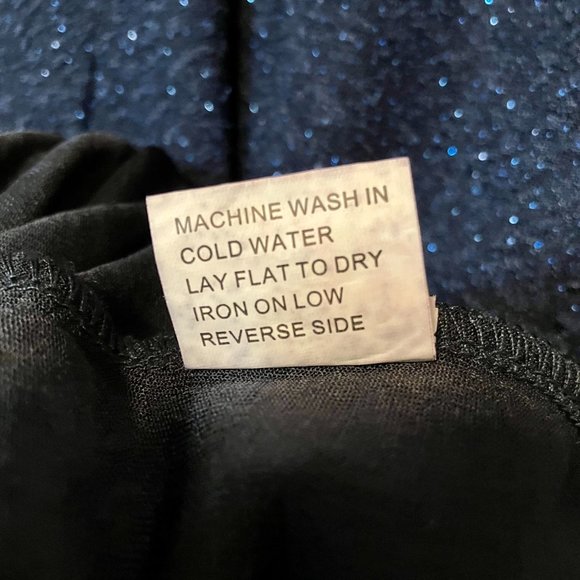 MACHINE WASH IN
COLD WATER
LAY FLAT TO DRY
IRON ON LOW
REVERSE SIDE